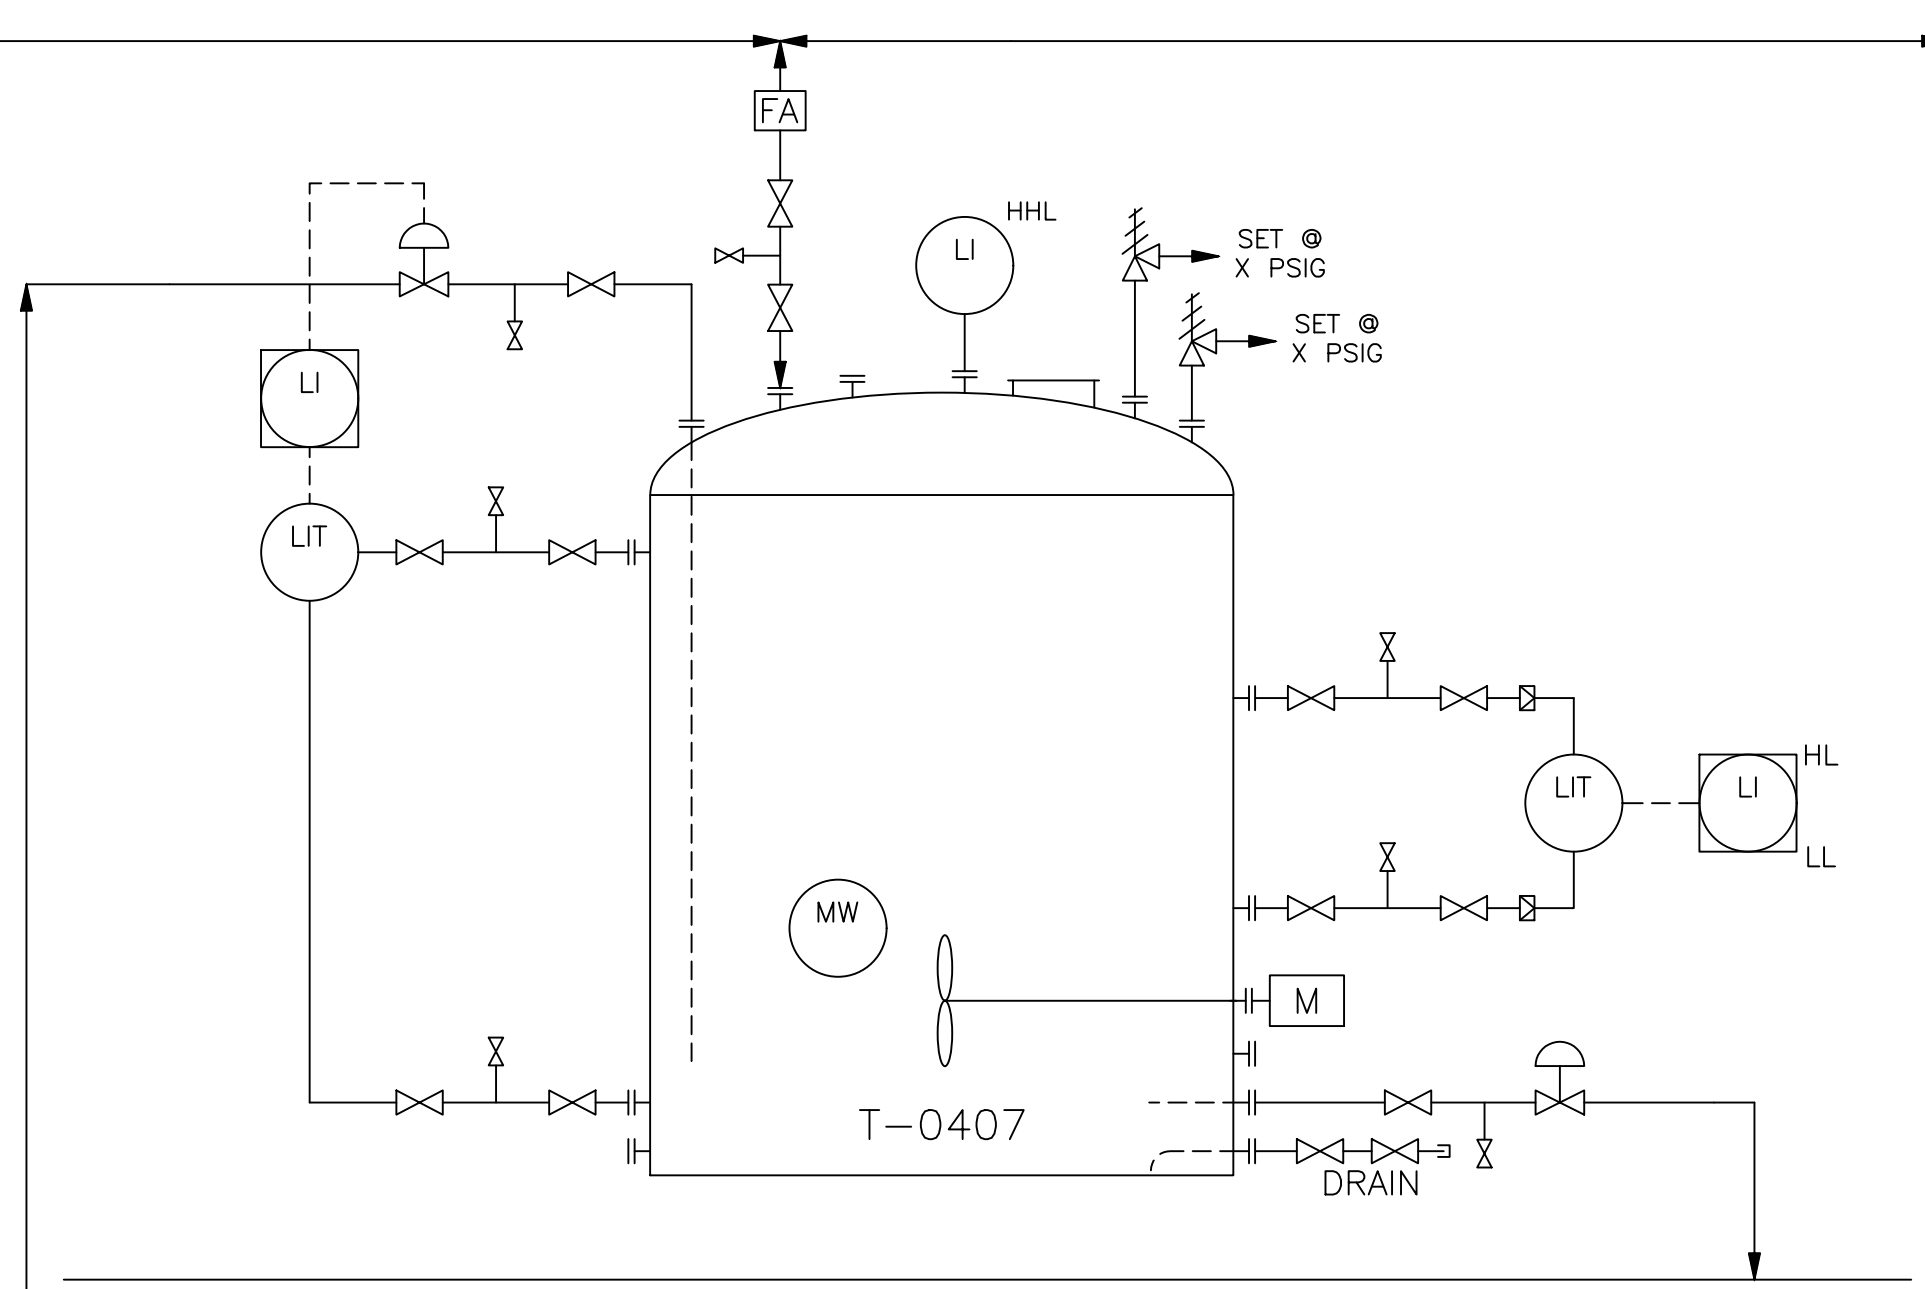 FA
HHL
LI
SET @
X PSIG
SET @
X PSIG
LI
LIT
HL
LIT
LI
LL
MW
M
T-0407
DRAIN